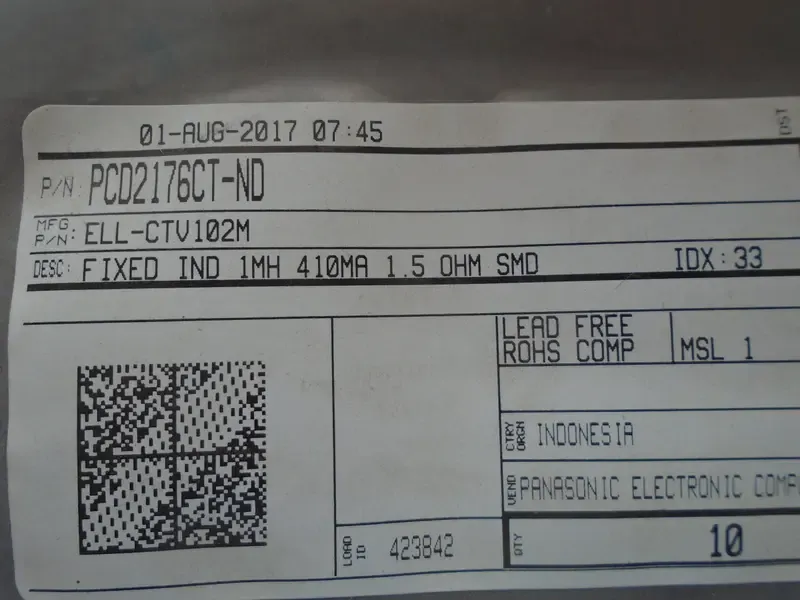 01-AUG-2017 07:45
DST
P/N: PCD2176CT-ND
MFG P/N: ELL-CTV102M
DESC: FIXED IND 1MH 410MA 1.5 OHM SMD IDX: 33
LEAD FREE
ROHS COMP
MSL 1
CTRY ORGN INDONESIA
VEND PANASONIC ELECTRONIC COMP
LOAD ID 423842
QTY 10